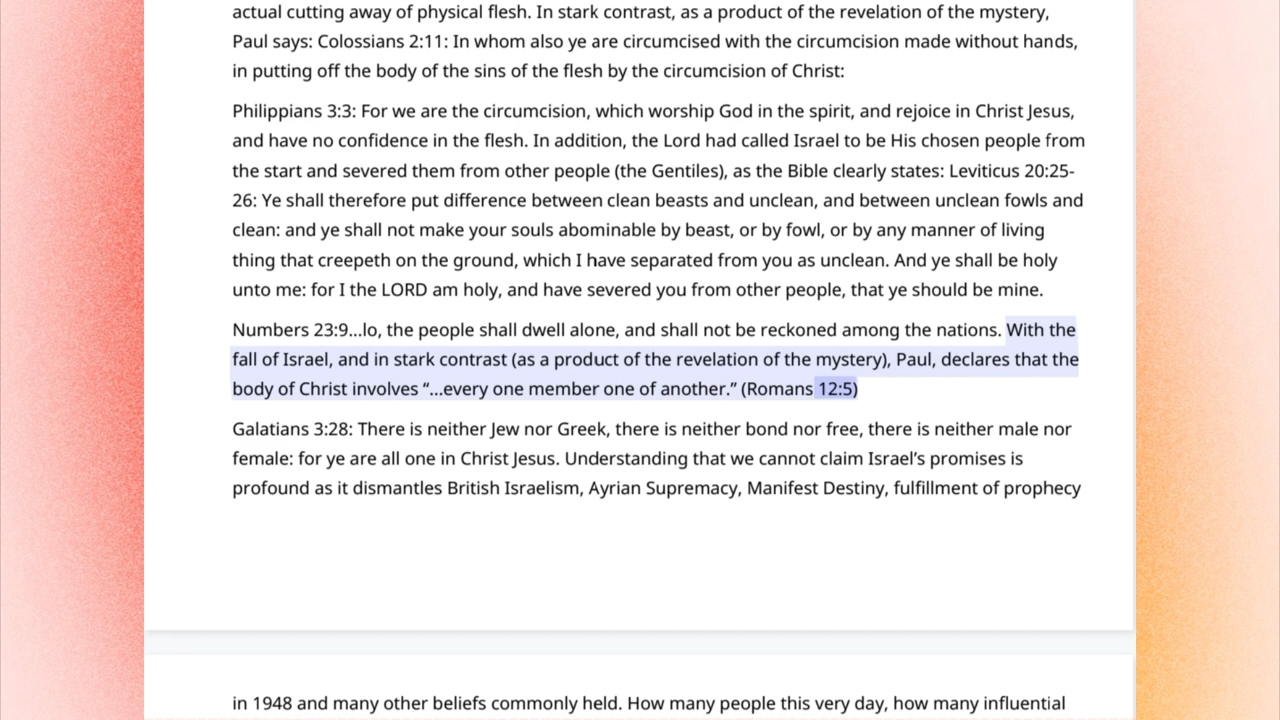 actual cutting away of physical flesh. In stark contrast, as a product of the revelation of the mystery,
Paul says: Colossians 2:11: In whom also ye are circumcised with the circumcision made without hands,
in putting off the body of the sins of the flesh by the circumcision of Christ:
Philippians 3:3: For we are the circumcision, which worship God in the spirit, and rejoice in Christ Jesus,
and have no confidence in the flesh. In addition, the Lord had called Israel to be His chosen people from
the start and severed them from other people (the Gentiles), as the Bible clearly states: Leviticus 20:25-
26: Ye shall therefore put difference between clean beasts and unclean, and between unclean fowls and
clean: and ye shall not make your souls abominable by beast, or by fowl, or by any manner of living
thing that creepeth on the ground, which I have separated from you as unclean. And ye shall be holy
unto me: for I the LORD am holy, and have severed you from other people, that ye should be mine.
Numbers 23:9...lo, the people shall dwell alone, and shall not be reckoned among the nations. With the
fall of Israel, and in stark contrast (as a product of the revelation of the mystery), Paul, declares that the
body of Christ involves “...every one member one of another.” (Romans 12:5)
Galatians 3:28: There is neither Jew nor Greek, there is neither bond nor free, there is neither male nor
female: for ye are all one in Christ Jesus. Understanding that we cannot claim Israel’s promises is
profound as it dismantles British Israelism, Ayrian Supremacy, Manifest Destiny, fulfillment of prophecy
in 1948 and many other beliefs commonly held. How many people this very day, how many influential